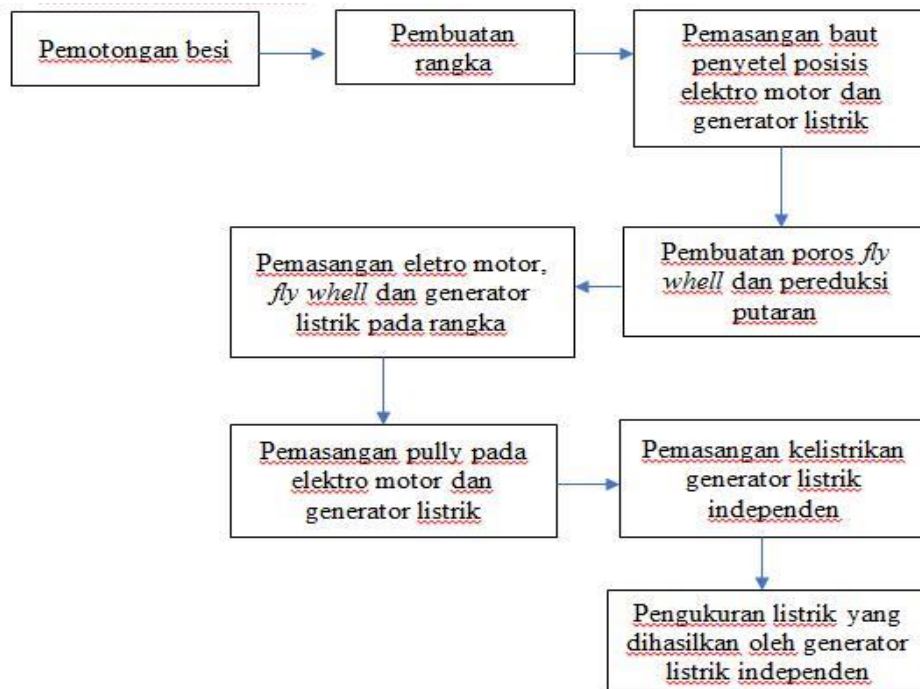 Pemotongan besi
Pembuatan
rangka
Pemasangan baut
penyetel posisis
elektro motor dan
generator listrik
Pembuatan poros fly
whell dan pereduksi
putaran
Pemasangan eletro motor,
fly whell dan generator
listrik pada rangka
Pemasangan pully pada
elektro motor dan
generator listrik
Pemasangan kelistrikan
generator listrik
independen
Pengukuran listrik yang
dihasilkan oleh generator
listrik independen